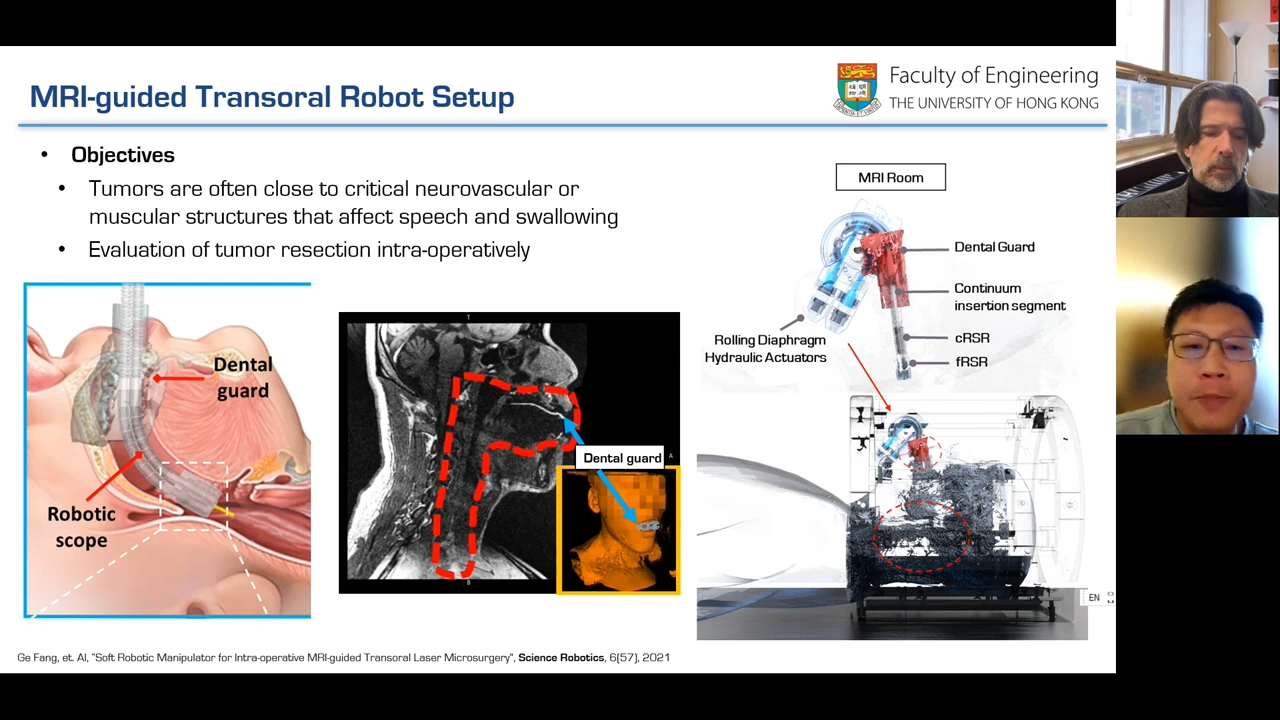 MRI-guided Transoral Robot Setup
Faculty of Engineering
THE UNIVERSITY OF HONG KONG
• Objectives
• Tumors are often close to critical neurovascular or
muscular structures that affect speech and swallowing
• Evaluation of tumor resection intra-operatively
Dental
guard
Robotic
scope
T
A
Dental guard
MRI Room
Dental Guard
Continuum
insertion segment
cRSR
fRSR
Rolling Diaphragm
Hydraulic Actuators
EN
Ge Fang, et. Al, "Soft Robotic Manipulator for Intra-operative MRI-guided Transoral Laser Microsurgery", Science Robotics, 6(57), 2021